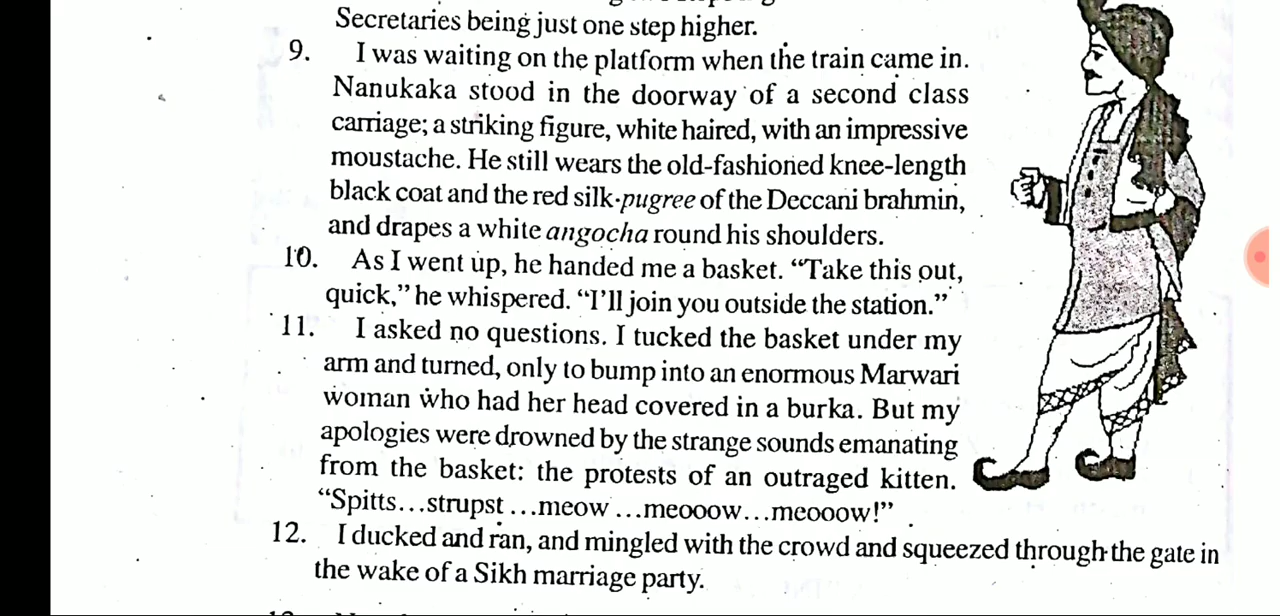 Secretaries being just one step higher.
9. I was waiting on the platform when the train came in.
Nanukaka stood in the doorway of a second class
carriage; a striking figure, white haired, with an impressive
moustache. He still wears the old-fashioned knee-length
black coat and the red silk-pugree of the Deccani brahmin,
and drapes a white angocha round his shoulders.
10. As I went up, he handed me a basket. “Take this out,
quick,” he whispered. “I’ll join you outside the station.”
11. I asked no questions. I tucked the basket under my
arm and turned, only to bump into an enormous Marwari
woman who had her head covered in a burka. But my
apologies were drowned by the strange sounds emanating
from the basket: the protests of an outraged kitten.
“Spitts...strupst ...meow ...meooow...meooow!”
12. I ducked and ran, and mingled with the crowd and squeezed through the gate in
the wake of a Sikh marriage party.